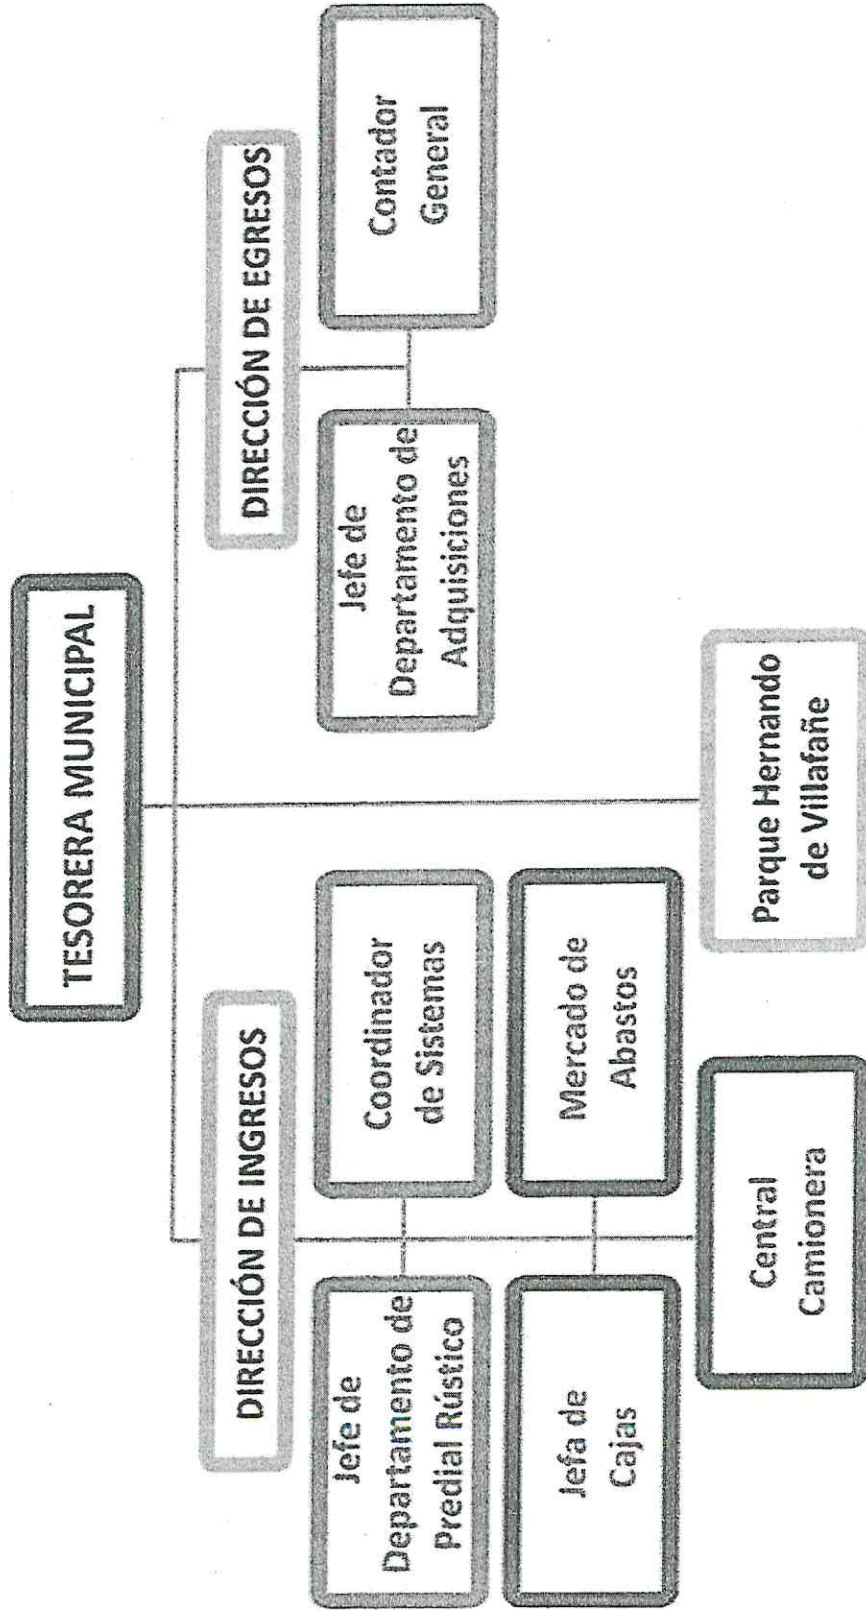 TESORERA MUNICIPAL
DIRECCIÓN DE INGRESOS
DIRECCIÓN DE EGRESOS
Jefe de
Departamento de
Predial Rústico
Coordinador
de Sistemas
Jefe de
Departamento de
Adquisiciones
Contador
General
Jefa de
Cajas
Mercado de
Abastos
Central
Camionera
Parque Hernando
de Villafañe